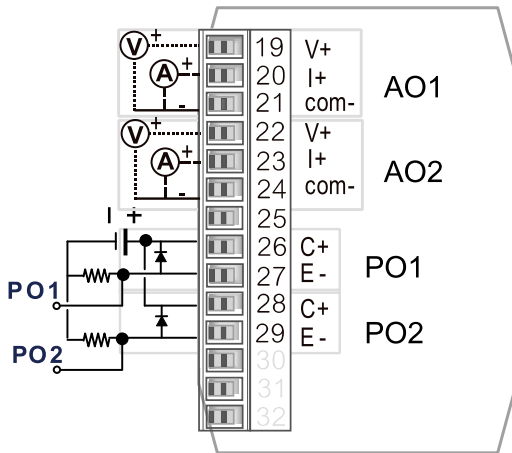 V + 19 V+
A + 20 I+ AO1
- 21 com-
V + 22 V+
A + 23 I+ AO2
- 24 com-
25
- + 26 C+ PO1
PO1 27 E -
28 C+ PO2
PO2 29 E -
30
31
32